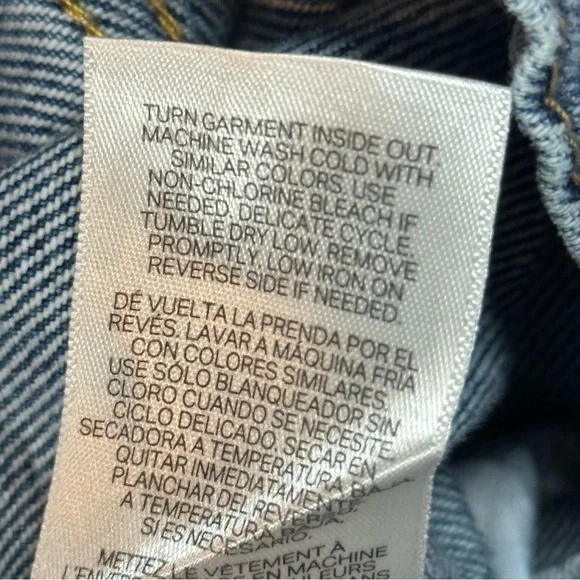 TURN GARMENT INSIDE OUT.
MACHINE WASH COLD WITH
SIMILAR COLORS, USE
NON-CHLORINE BLEACH IF
NEEDED, DELICATE CYCLE,
TUMBLE DRY LOW, REMOVE
PROMPTLY, LOW IRON ON
REVERSE SIDE IF NEEDED.
DÉ VUELTA LA PRENDA POR EL
REVÉS, LAVAR A MÁQUINA FRÍA
CON COLORES SIMILARES,
USE SÓLO BLANQUEADOR SIN
CLORO CUANDO SE NECESITE,
CICLO DELICADO, SECAR EN
SECADORA A TEMPERATURA BAJA,
QUITAR INMEDIATAMENTE,
PLANCHAR DEL REVÉS
A TEMPERATURA BAJA,
SI ES NECESARIO.
METTEZ LE VÊTEMENT À
L'ENVERS EN MACHINE